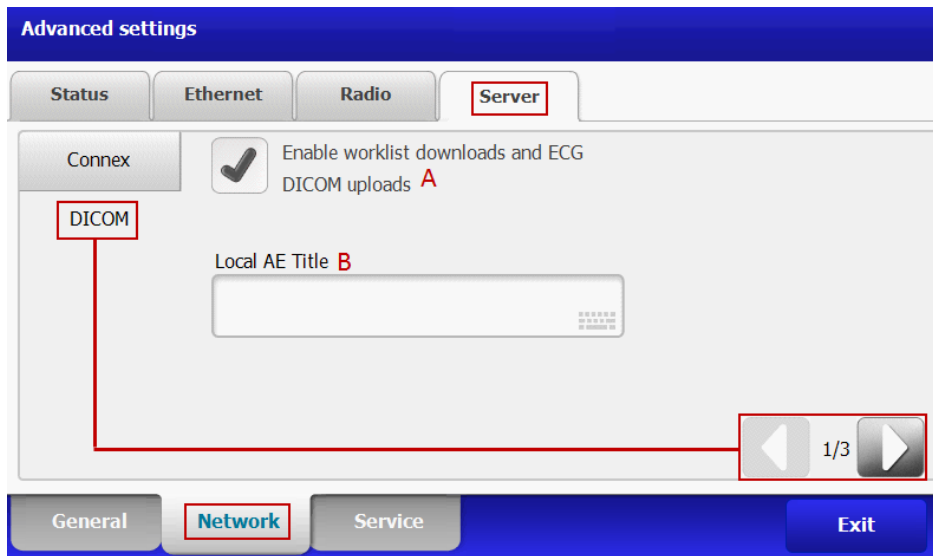 Advanced settings
Status Ethernet Radio Server
Connex
Enable worklist downloads and ECG
DICOM uploads A
DICOM
Local AE Title B
1/3
General Network Service Exit